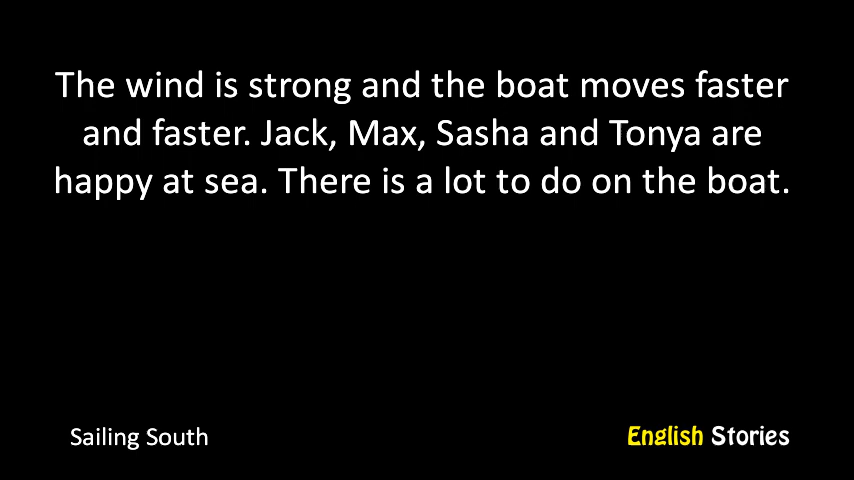 The wind is strong and the boat moves faster
and faster. Jack, Max, Sasha and Tonya are
happy at sea. There is a lot to do on the boat.
Sailing South
English Stories